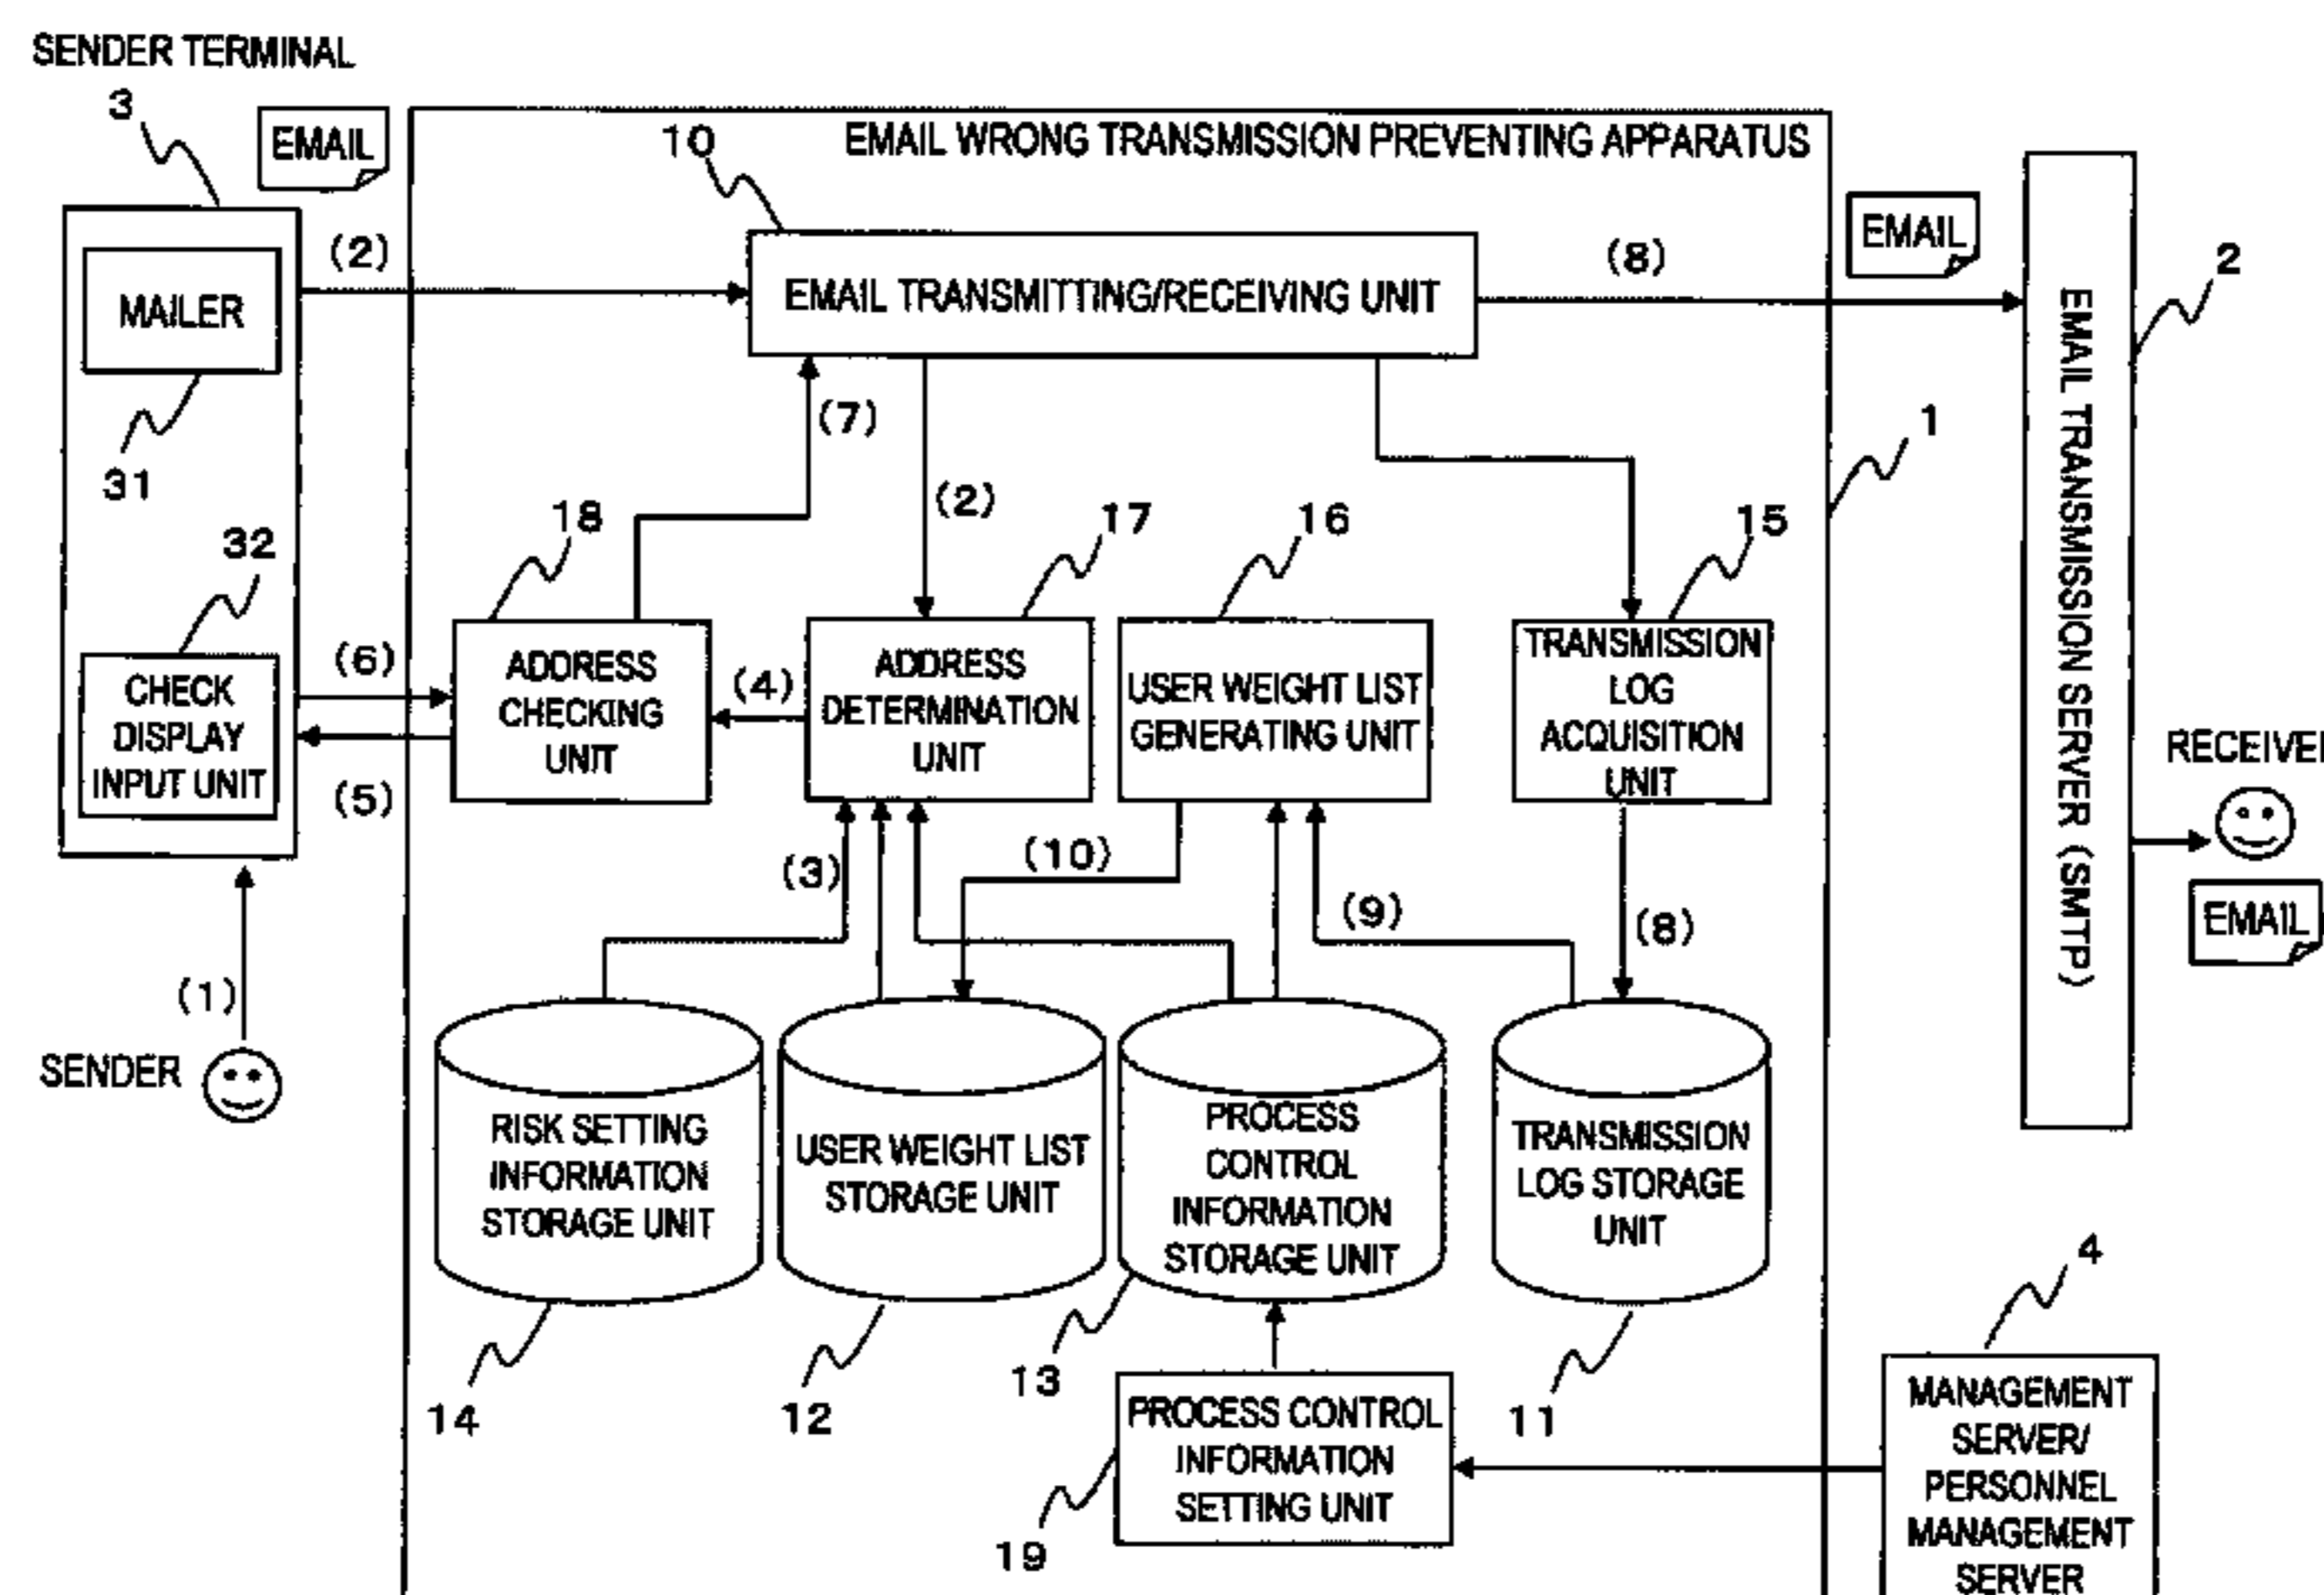 SENDER TERMINAL
3
EMAIL
10
EMAIL WRONG TRANSMISSION PREVENTING APPARATUS
EMAIL
2
(2)
(8)
MAILER
EMAIL TRANSMITTING/RECEIVING UNIT
31
(7)
(2)
1
EMAIL TRANSMISSION SERVER (SMTP)
32
18
17
16
15
CHECK
DISPLAY
INPUT UNIT
(6)
(5)
ADDRESS
CHECKING
UNIT
(4)
ADDRESS
DETERMINATION
UNIT
USER WEIGHT LIST
GENERATING UNIT
TRANSMISSION
LOG
ACQUISITION
UNIT
RECEIVER
EMAIL
(3)
(10)
(9)
(8)
(1)
SENDER
RISK SETTING
INFORMATION
STORAGE UNIT
USER WEIGHT LIST
STORAGE UNIT
PROCESS
CONTROL
INFORMATION
STORAGE UNIT
TRANSMISSION
LOG STORAGE
UNIT
14
12
13
11
4
PROCESS CONTROL
INFORMATION
SETTING UNIT
19
MANAGEMENT
SERVER/
PERSONNEL
MANAGEMENT
SERVER